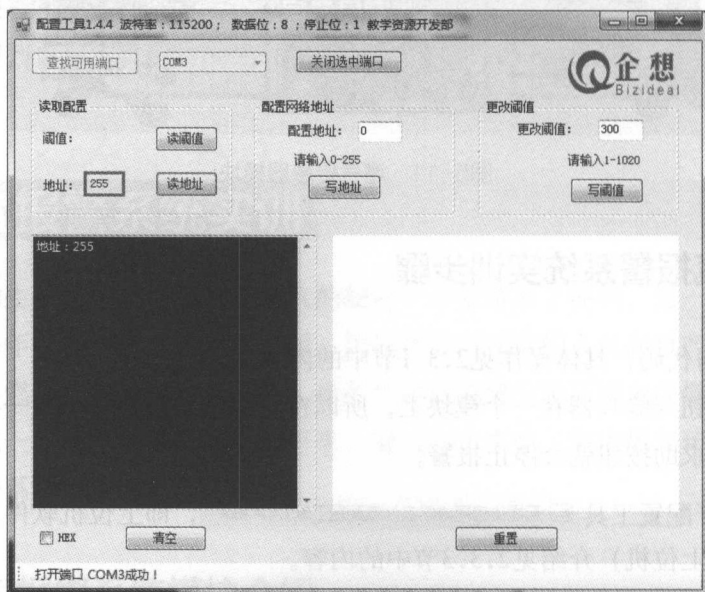 配置工具1.4.4 波特率：115200； 数据位：8 ；停止位：1 教学资源开发部
查找可用端口
COM3
关闭选中端口
企想
Bizideal
读取配置
阈值：
读阈值
地址：
255
读地址
配置网络地址
配置地址：
0
请输入0-255
写地址
更改阈值
更改阈值：
300
请输入1-1020
写阈值
地址：255
HEX
清空
重置
打开端口 COM3成功！